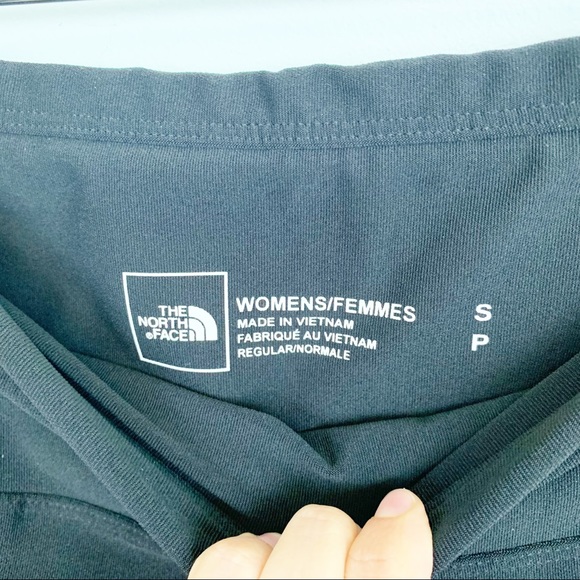 THE
NORTH
FACE
WOMENS/FEMMES
MADE IN VIETNAM
FABRIQUÉ AU VIETNAM
REGULAR/NORMALE
S
P